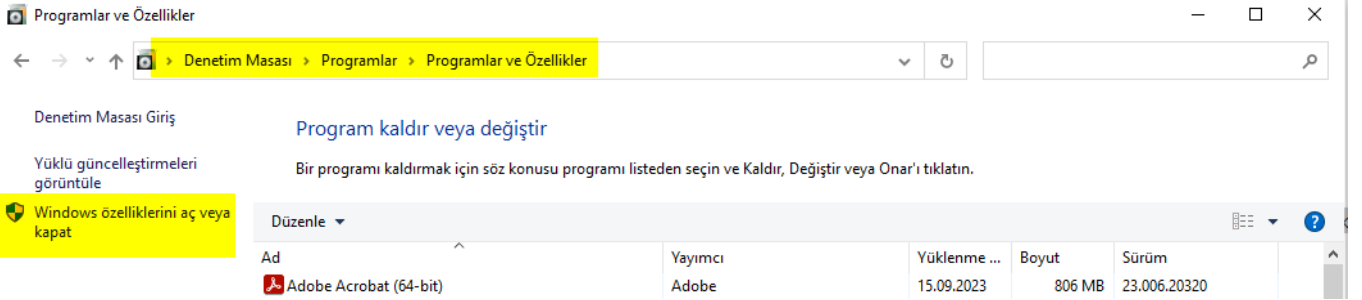 Programlar ve Özellikler
Denetim Masası > Programlar > Programlar ve Özellikler
Denetim Masası Giriş
Yüklü güncelleştirmeleri
görüntüle
Windows özelliklerini aç veya
kapat
Program kaldır veya değiştir
Bir programı kaldırmak için söz konusu programı listeden seçin ve Kaldır, Değiştir veya Onar'ı tıklatın.
Düzenle
Ad Yayımcı Yüklenme ... Boyut Sürüm
Adobe Acrobat (64-bit) Adobe 15.09.2023 806 MB 23.006.20320